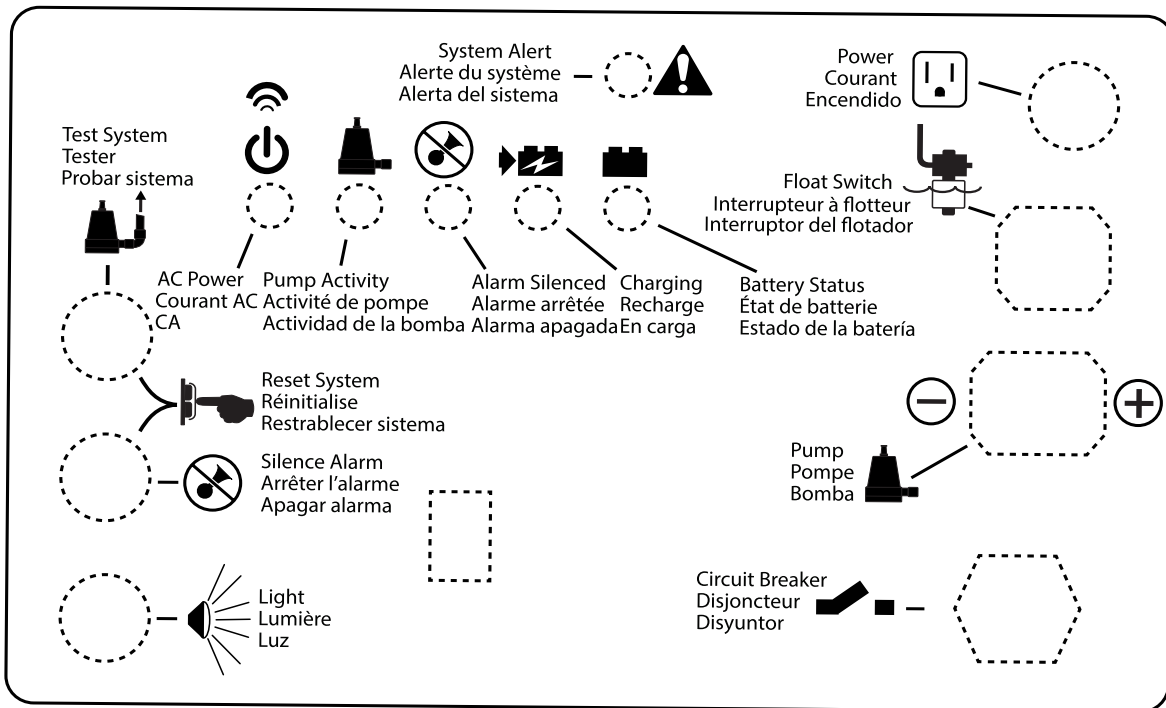 System Alert
Alerte du système
Alerta del sistema
Power
Courant
Encendido
Test System
Tester
Probar sistema
Float Switch
Interrupteur à flotteur
Interruptor del flotador
AC Power
Courant AC
CA
Pump Activity
Activité de pompe
Actividad de la bomba
Alarm Silenced
Alarme arrêtée
Alarma apagada
Charging
Recharge
En carga
Battery Status
État de batterie
Estado de la batería
Reset System
Réinitialise
Restrablecer sistema
Silence Alarm
Arrêter l'alarme
Apagar alarma
Pump
Pompe
Bomba
Circuit Breaker
Disjoncteur
Disyuntor
Light
Lumière
Luz